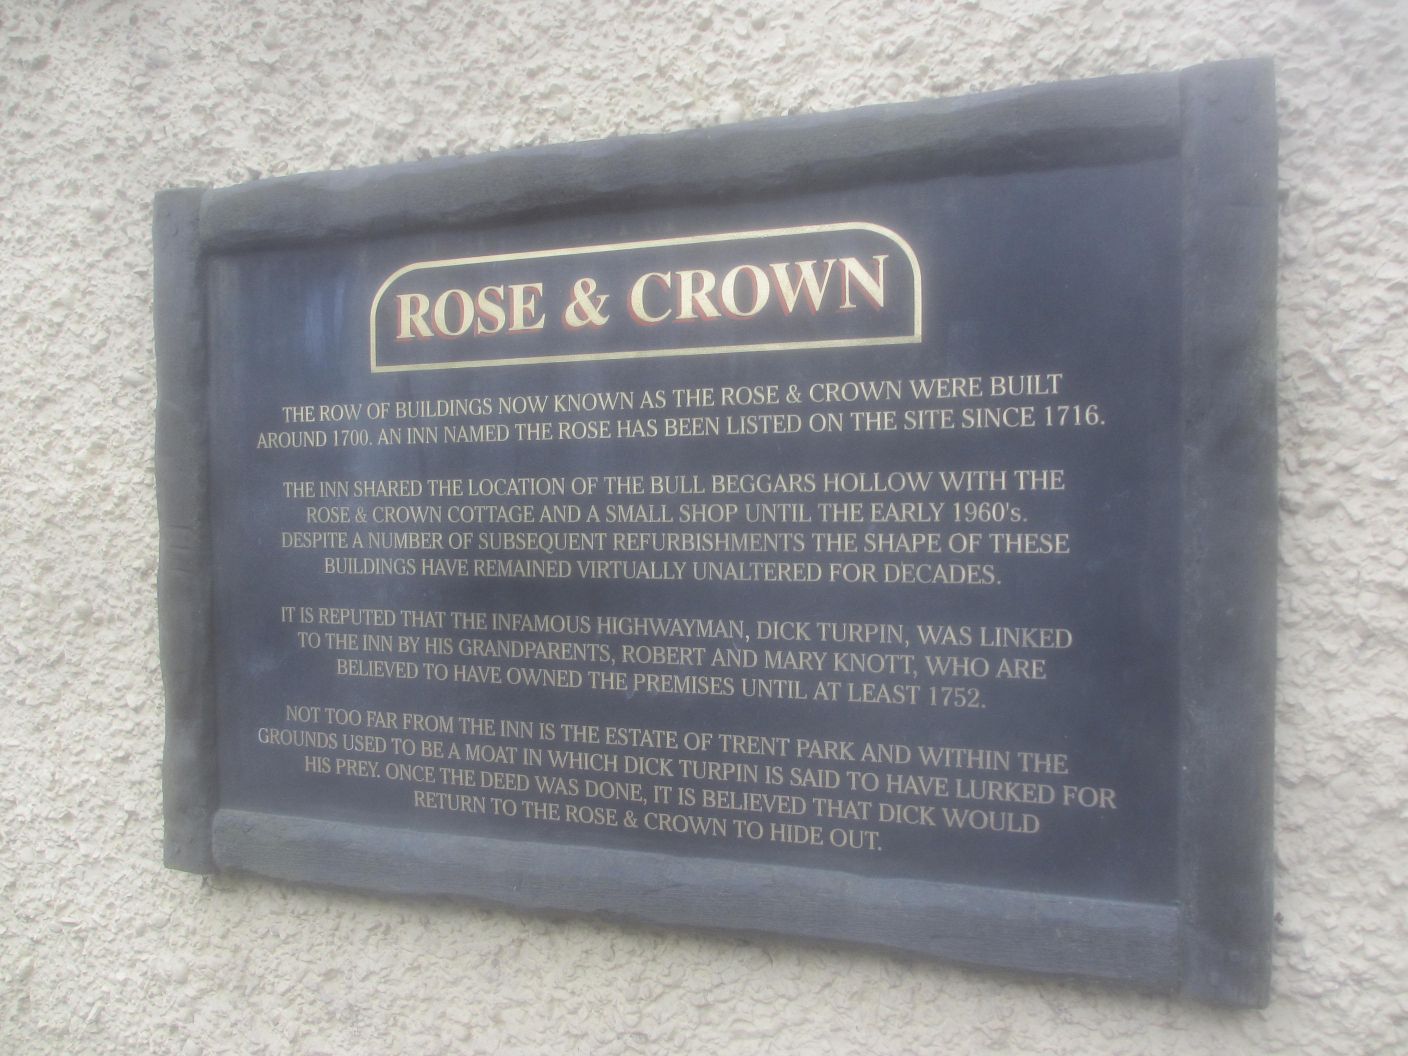 ROSE & CROWN
THE ROW OF BUILDINGS NOW KNOWN AS THE ROSE & CROWN WERE BUILT
AROUND 1700. AN INN NAMED THE ROSE HAS BEEN LISTED ON THE SITE SINCE 1716.
THE INN SHARED THE LOCATION OF THE BULL BEGGARS HOLLOW WITH THE
ROSE & CROWN COTTAGE AND A SMALL SHOP UNTIL THE EARLY 1960's.
DESPITE A NUMBER OF SUBSEQUENT REFURBISHMENTS THE SHAPE OF THESE
BUILDINGS HAVE REMAINED VIRTUALLY UNALTERED FOR DECADES.
IT IS REPUTED THAT THE INFAMOUS HIGHWAYMAN, DICK TURPIN, WAS LINKED
TO THE INN BY HIS GRANDPARENTS, ROBERT AND MARY KNOTT, WHO ARE
BELIEVED TO HAVE OWNED THE PREMISES UNTIL AT LEAST 1752.
NOT TOO FAR FROM THE INN IS THE ESTATE OF TRENT PARK AND WITHIN THE
GROUNDS USED TO BE A MOAT IN WHICH DICK TURPIN IS SAID TO HAVE LURKED FOR
HIS PREY. ONCE THE DEED WAS DONE, IT IS BELIEVED THAT DICK WOULD
RETURN TO THE ROSE & CROWN TO HIDE OUT.